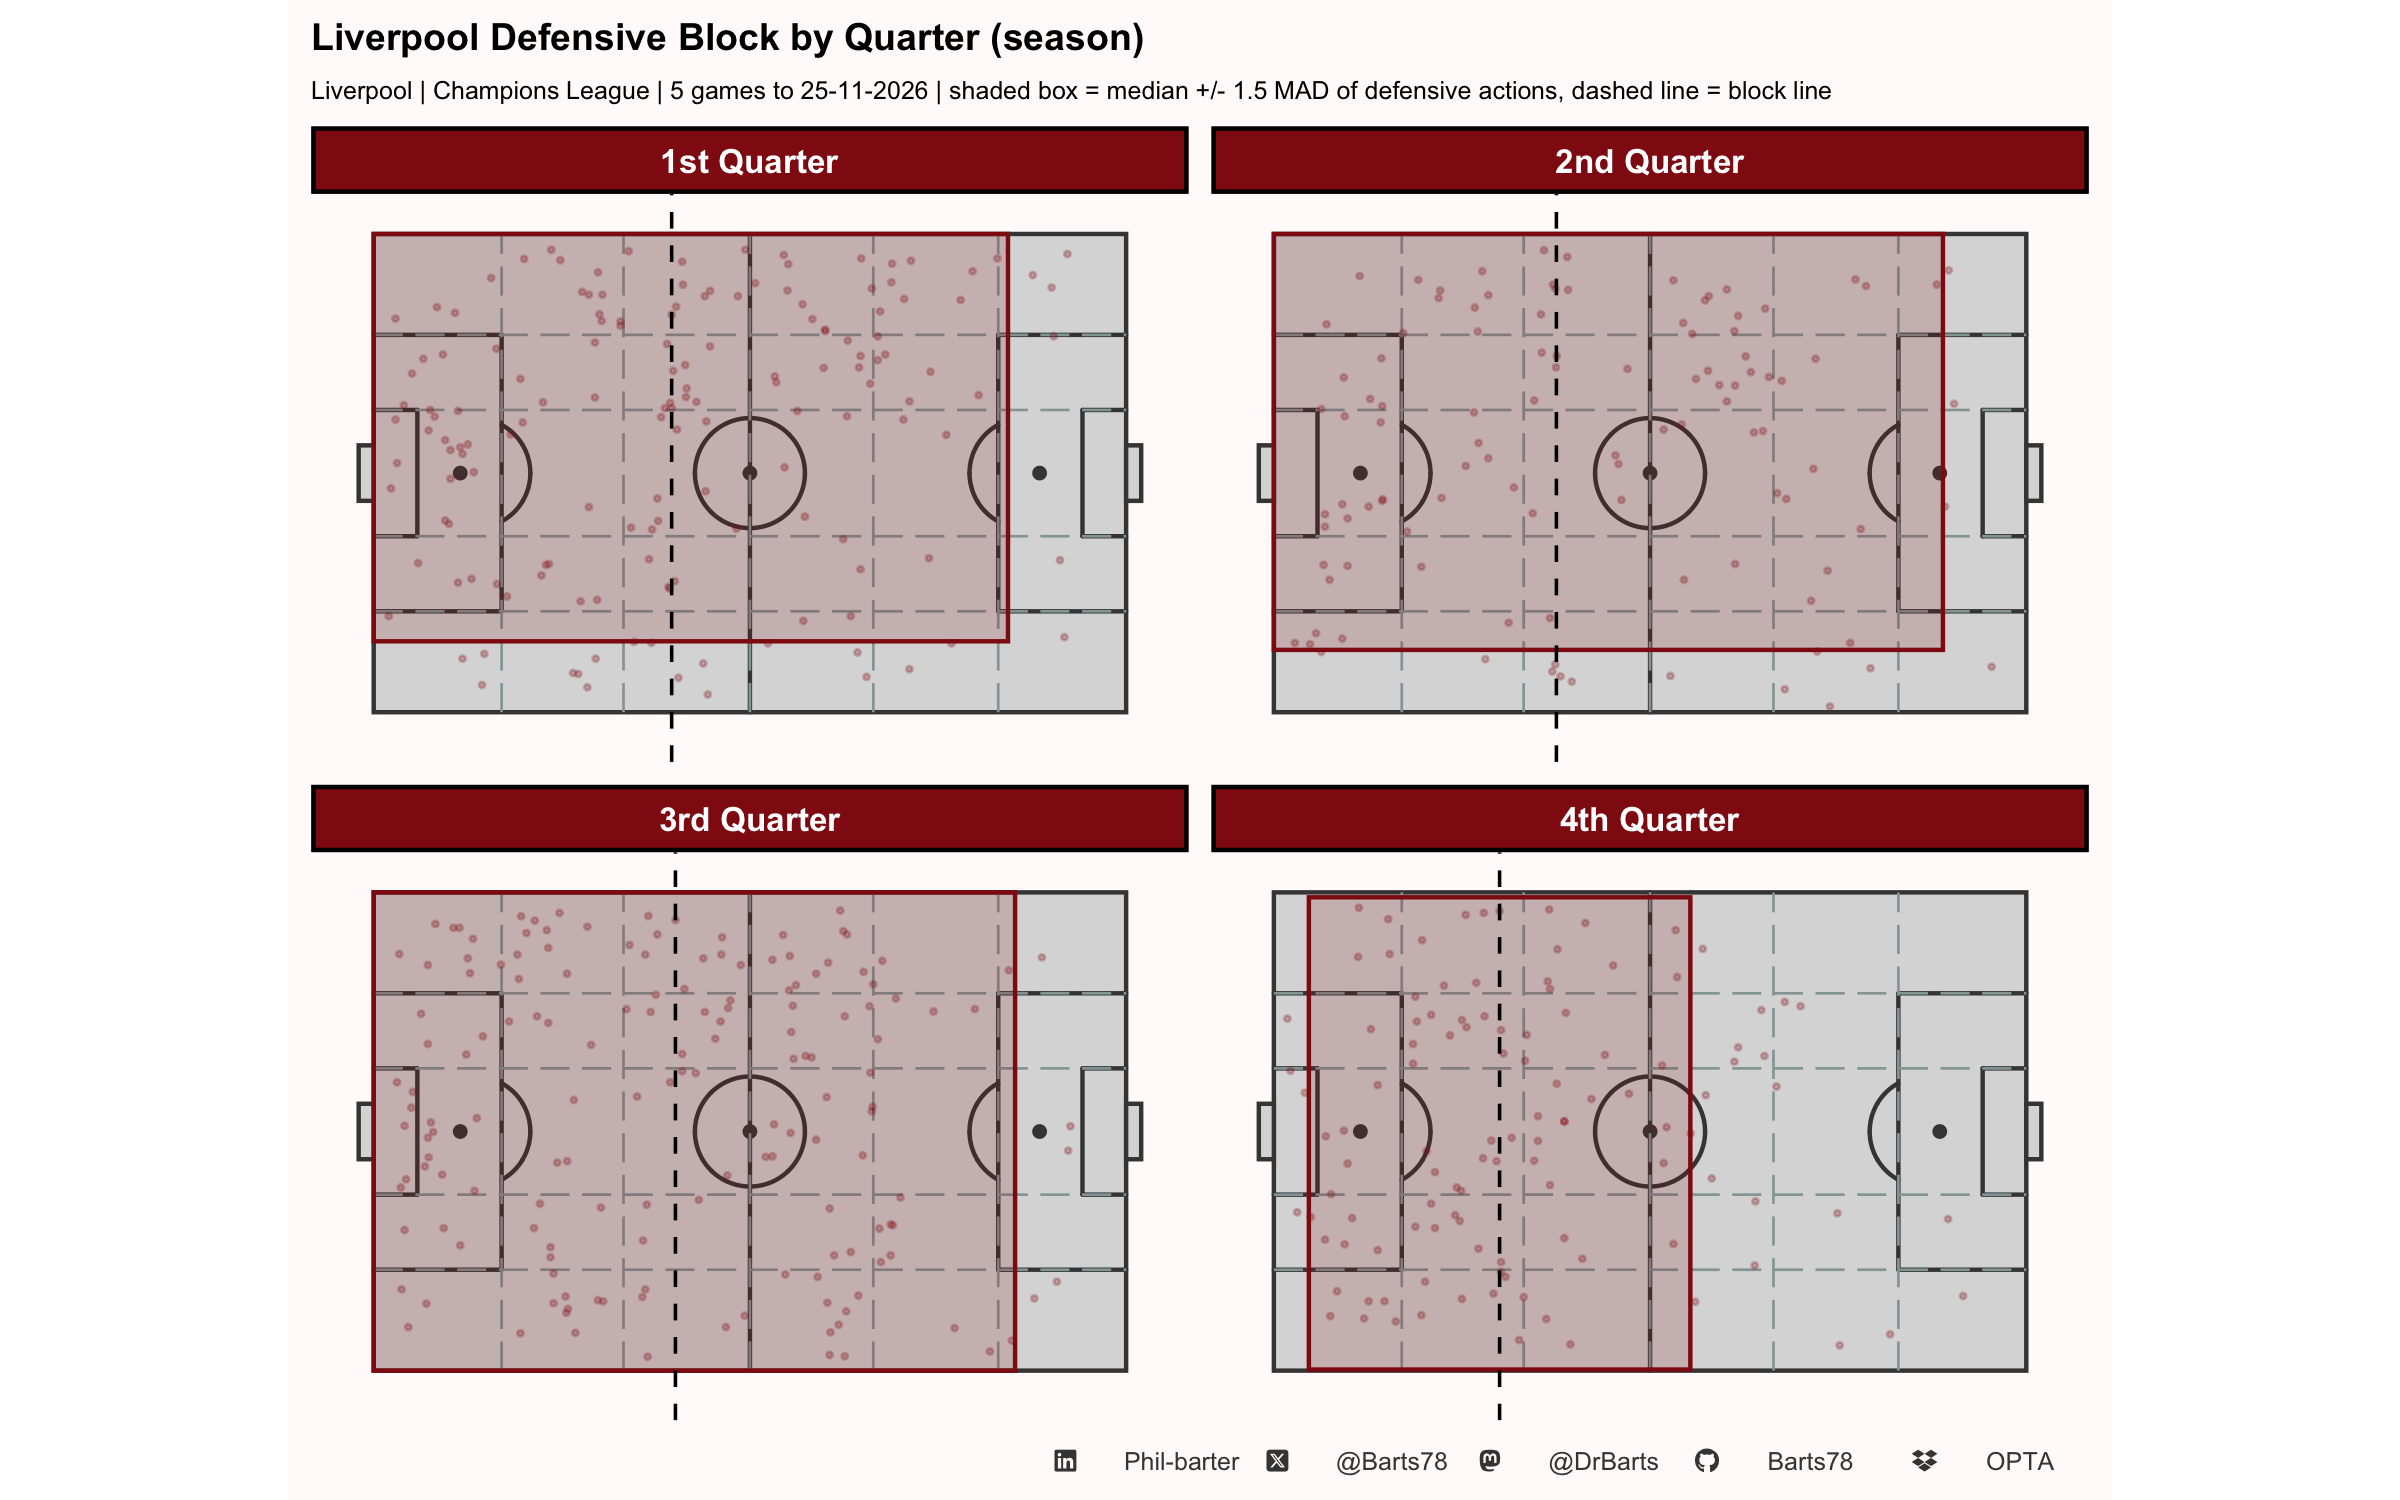 Liverpool Defensive Block by Quarter (season)
Liverpool | Champions League | 5 games to 25-11-2026 | shaded box = median +/- 1.5 MAD of defensive actions, dashed line = block line
1st Quarter
2nd Quarter
3rd Quarter
4th Quarter
Phil-barter @Barts78 @DrBarts Barts78 OPTA